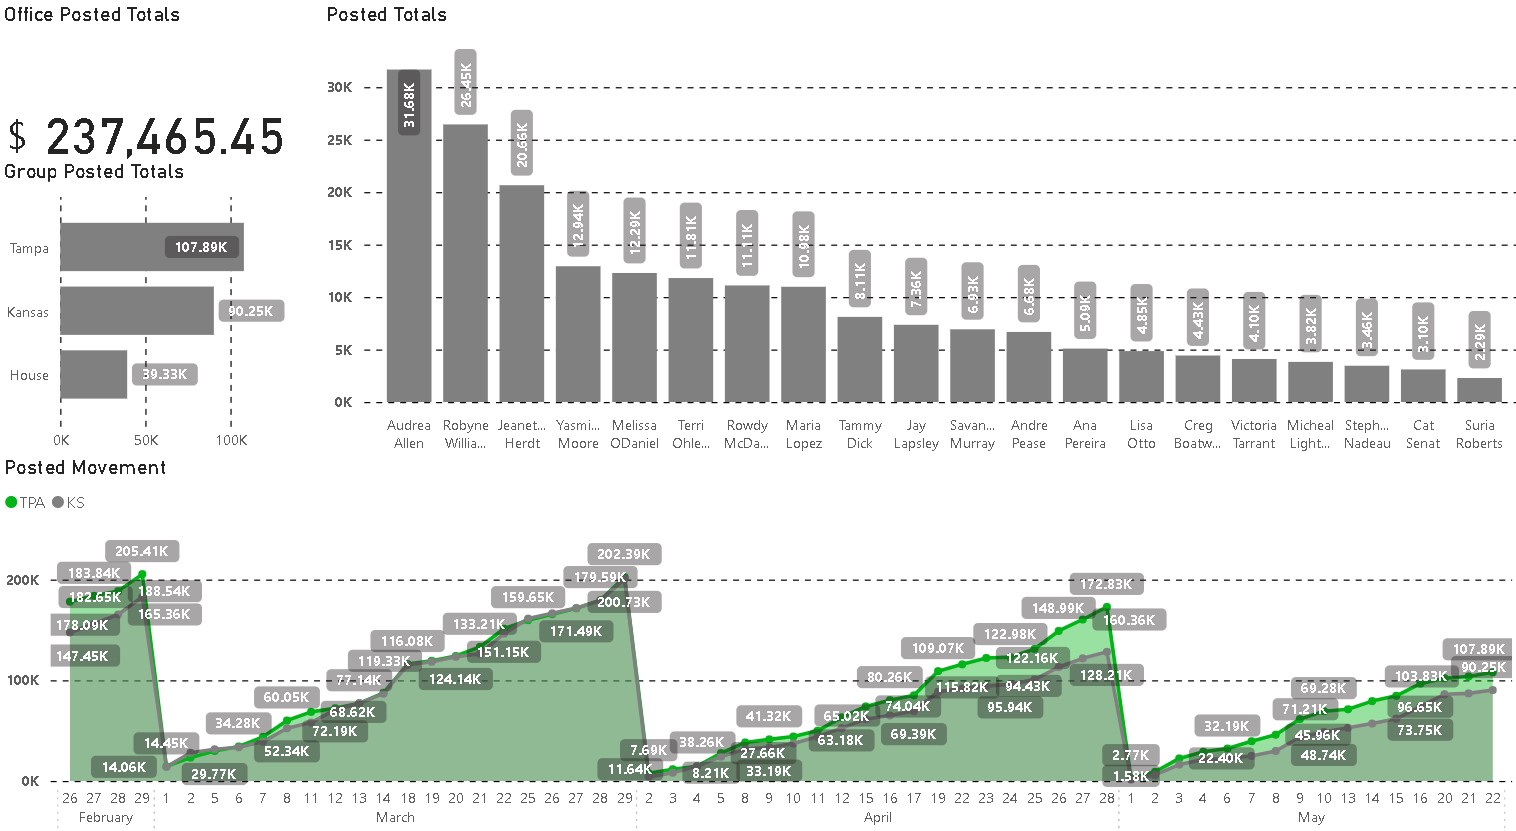 Office Posted Totals
$ 237,465.45
Group Posted Totals
Tampa 107.89K
Kansas 90.25K
House 39.33K
0K 50K 100K
Posted Totals
30K
25K
20K
15K
10K
5K
0K
31.68K 26.45K 20.66K 12.94K 12.29K 11.81K 11.11K 10.98K 8.11K 7.36K 6.93K 6.68K 5.09K 4.85K 4.43K 4.10K 3.82K 3.46K 3.10K 2.29K
Audrea Robyne Jeanet... Yasmi... Melissa Terri Rowdy Maria Tammy Jay Savan... Andre Ana Lisa Creg Victoria Micheal Steph... Cat Suria
Allen Willia... Herdt Moore ODaniel Ohle... McDa... Lopez Dick Lapsley Murray Pease Pereira Otto Boatw... Tarrant Light... Nadeau Senat Roberts
Posted Movement
TPA KS
200K
100K
0K
205.41K
183.84K
182.65K
188.54K
165.36K
178.09K
147.45K
14.45K
14.06K
29.77K
34.28K
60.05K
52.34K
68.62K
72.19K
77.14K
119.33K
116.08K
124.14K
133.21K
151.15K
159.65K
171.49K
179.59K
202.39K
200.73K
7.69K
11.64K
38.26K
8.21K
41.32K
27.66K
33.19K
65.02K
63.18K
80.26K
74.04K
69.39K
109.07K
115.82K
122.98K
122.16K
94.43K
95.94K
148.99K
172.83K
160.36K
128.21K
2.77K
1.58K
32.19K
22.40K
69.28K
71.21K
45.96K
48.74K
103.83K
96.65K
73.75K
107.89K
90.25K
26 27 28 29 1 2 5 6 7 8 11 12 13 14 18 19 20 21 22 25 26 27 28 29 2 3 4 5 8 9 10 11 12 15 16 17 19 22 23 24 25 26 27 28 1 2 3 6 7 8 9 10 13 14 15 16 20 21 22
February March April May